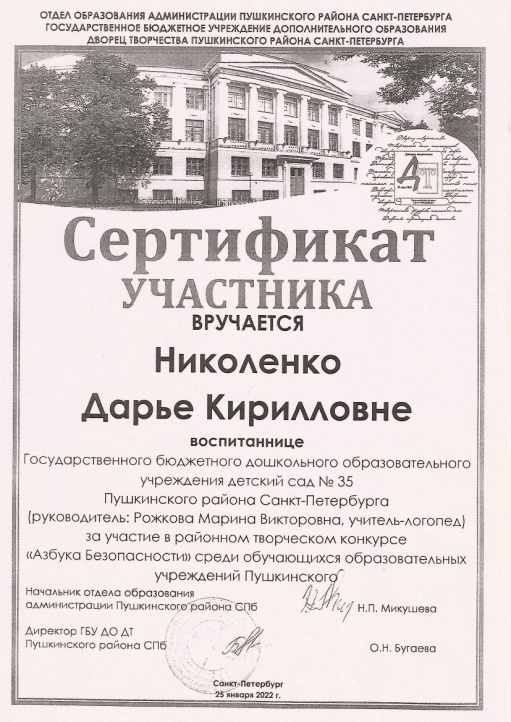 ОТДЕЛ ОБРАЗОВАНИЯ АДМИНИСТРАЦИИ ПУШКИНСКОГО РАЙОНА САНКТ-ПЕТЕРБУРГА
ГОСУДАРСТВЕННОЕ БЮДЖЕТНОЕ УЧРЕЖДЕНИЕ ДОПОЛНИТЕЛЬНОГО ОБРАЗОВАНИЯ
ДВОРЕЦ ТВОРЧЕСТВА ПУШКИНСКОГО РАЙОНА САНКТ-ПЕТЕРБУРГА
ДТ
Сертификат
УЧАСТНИКА
ВРУЧАЕТСЯ
Николенко
Дарье Кирилловне
воспитаннице
Государственного бюджетного дошкольного образовательного
учреждения детский сад № 35
Пушкинского района Санкт-Петербурга
(руководитель: Рожкова Марина Викторовна, учитель-логопед)
за участие в районном творческом конкурсе
«Азбука Безопасности» среди обучающихся образовательных
учреждений Пушкинского
Начальник отдела образования
администрации Пушкинского района СПб
Н.П. Микушева
Директор ГБУ ДО ДТ
Пушкинского района СПб
О.Н. Бугаева
Санкт-Петербург
25 января 2022 г.